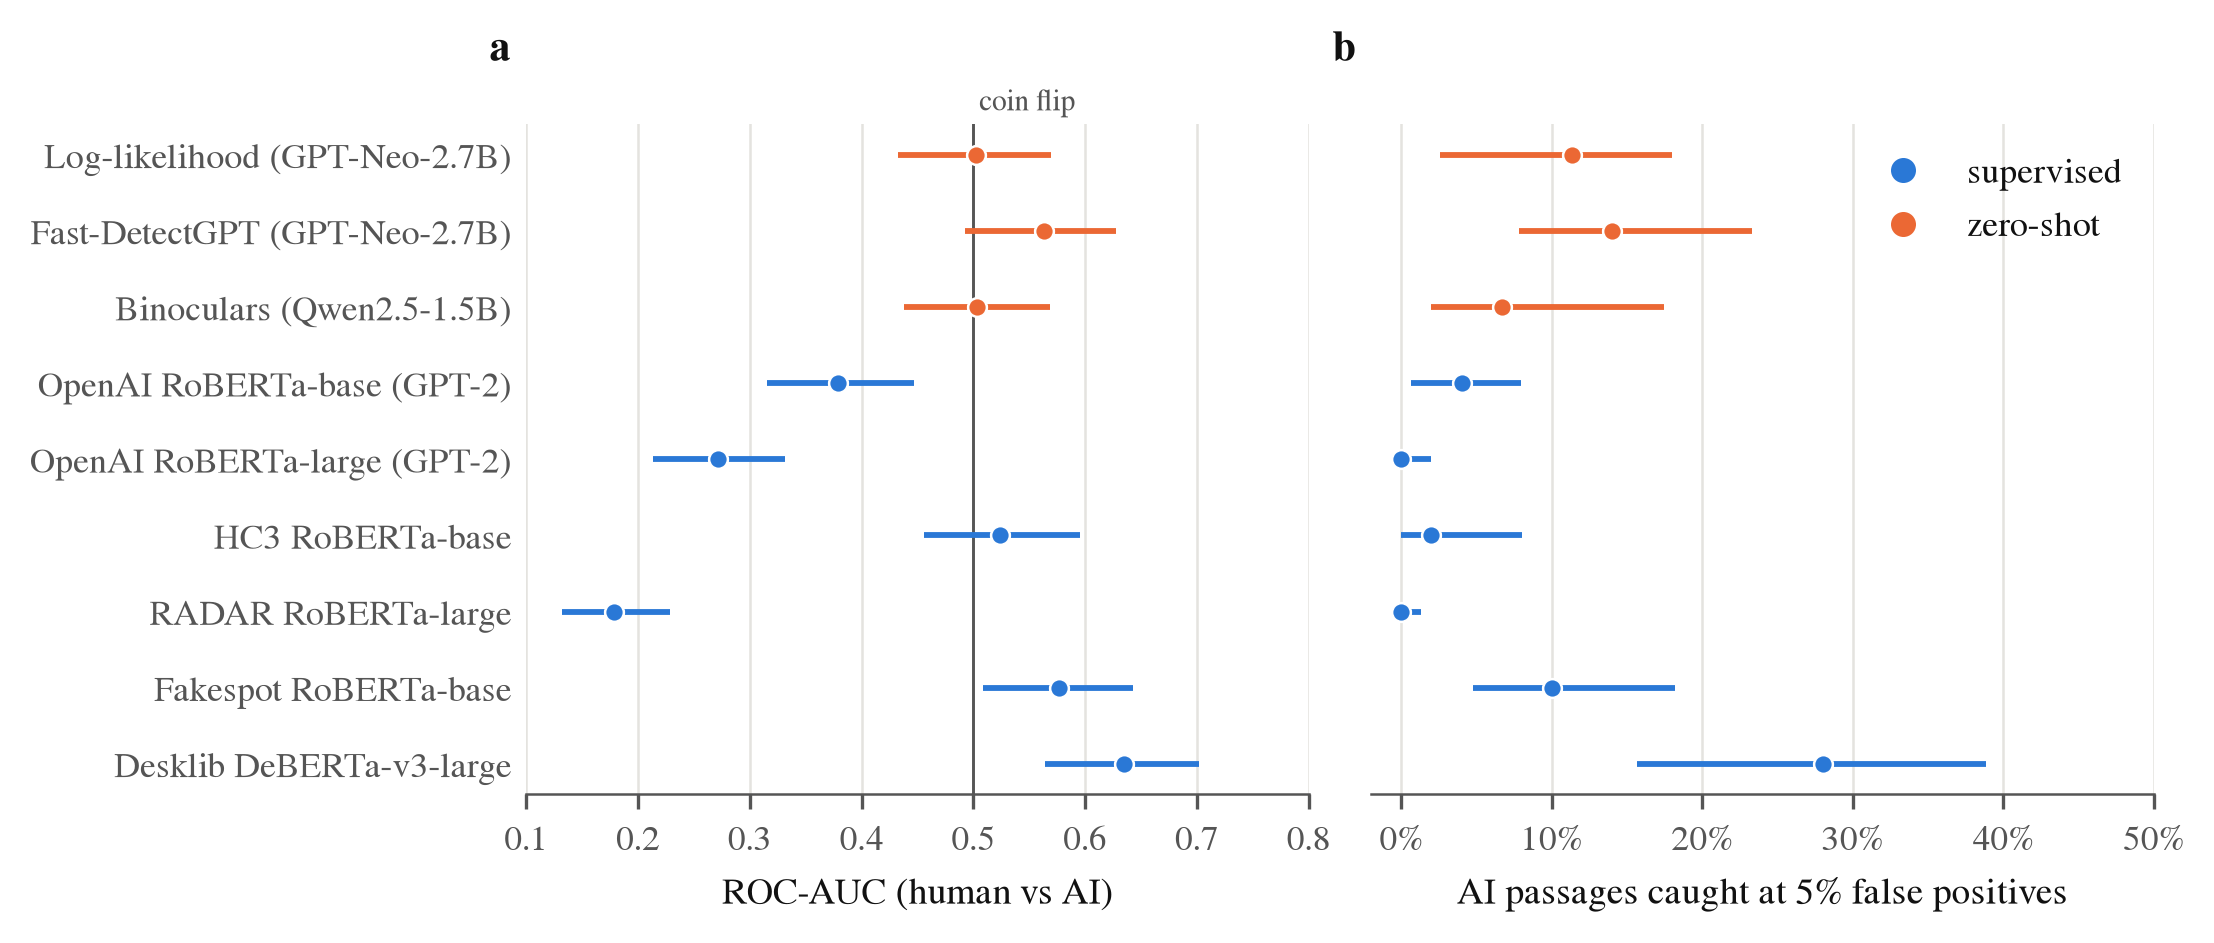 a
b
coin flip
Log-likelihood (GPT-Neo-2.7B)
Fast-DetectGPT (GPT-Neo-2.7B)
Binoculars (Qwen2.5-1.5B)
OpenAI RoBERTa-base (GPT-2)
OpenAI RoBERTa-large (GPT-2)
HC3 RoBERTa-base
RADAR RoBERTa-large
Fakespot RoBERTa-base
Desklib DeBERTa-v3-large
0.1 0.2 0.3 0.4 0.5 0.6 0.7 0.8
ROC-AUC (human vs AI)
supervised
zero-shot
0% 10% 20% 30% 40% 50%
AI passages caught at 5% false positives